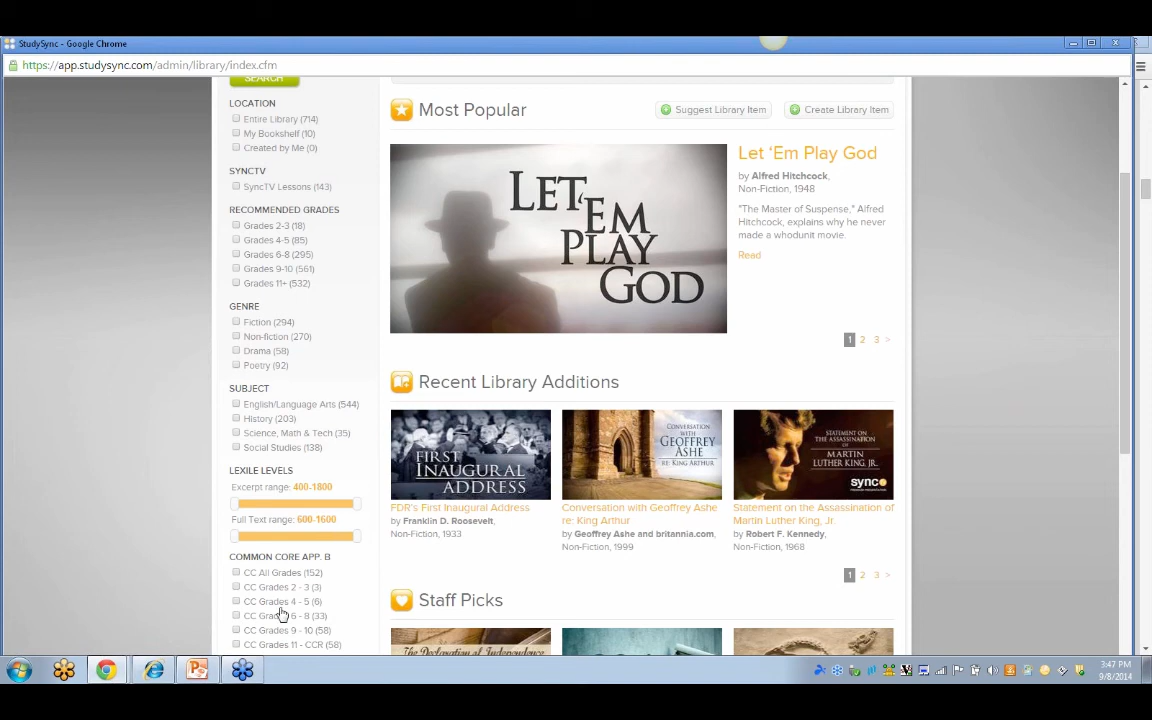 StudySync - Google Chrome
https://app.studysync.com/admin/library/index.cfm
SEARCH
LOCATION
Entire Library (714)
My Bookshelf (10)
Created by Me (0)
SYNCTV
SyncTV Lessons (143)
RECOMMENDED GRADES
Grades 2-3 (18)
Grades 4-5 (85)
Grades 6-8 (295)
Grades 9-10 (561)
Grades 11+ (532)
GENRE
Fiction (294)
Non-fiction (270)
Drama (58)
Poetry (92)
SUBJECT
English/Language Arts (544)
History (203)
Science, Math & Tech (35)
Social Studies (138)
LEXILE LEVELS
Excerpt range: 400-1800
Full Text range: 600-1600
COMMON CORE APP. B
CC All Grades (152)
CC Grades 2 - 3 (3)
CC Grades 4 - 5 (6)
CC Grades 6 - 8 (33)
CC Grades 9 - 10 (58)
CC Grades 11 - CCR (58)
Most Popular
Suggest Library Item
Create Library Item
LET 'EM PLAY GOD
Let ‘Em Play God
by Alfred Hitchcock,
Non-Fiction, 1948
"The Master of Suspense," Alfred
Hitchcock, explains why he never
made a whodunit movie.
Read
1 2 3 >
Recent Library Additions
FIRST
INAUGURAL
ADDRESS
FDR's First Inaugural Address
by Franklin D. Roosevelt,
Non-Fiction, 1933
CONVERSATION
WITH
GEOFFREY
ASHE
RE: KING ARTHUR
Conversation with Geoffrey Ashe
re: King Arthur
by Geoffrey Ashe and britannia.com,
Non-Fiction, 1999
STATEMENT ON THE
ASSASSINATION
OF
MARTIN
LUTHER KING, JR.
sync
Statement on the Assassination of
Martin Luther King, Jr.
by Robert F. Kennedy,
Non-Fiction, 1968
1 2 3 >
Staff Picks
The Declaration of Independence
3:47 PM
9/8/2014